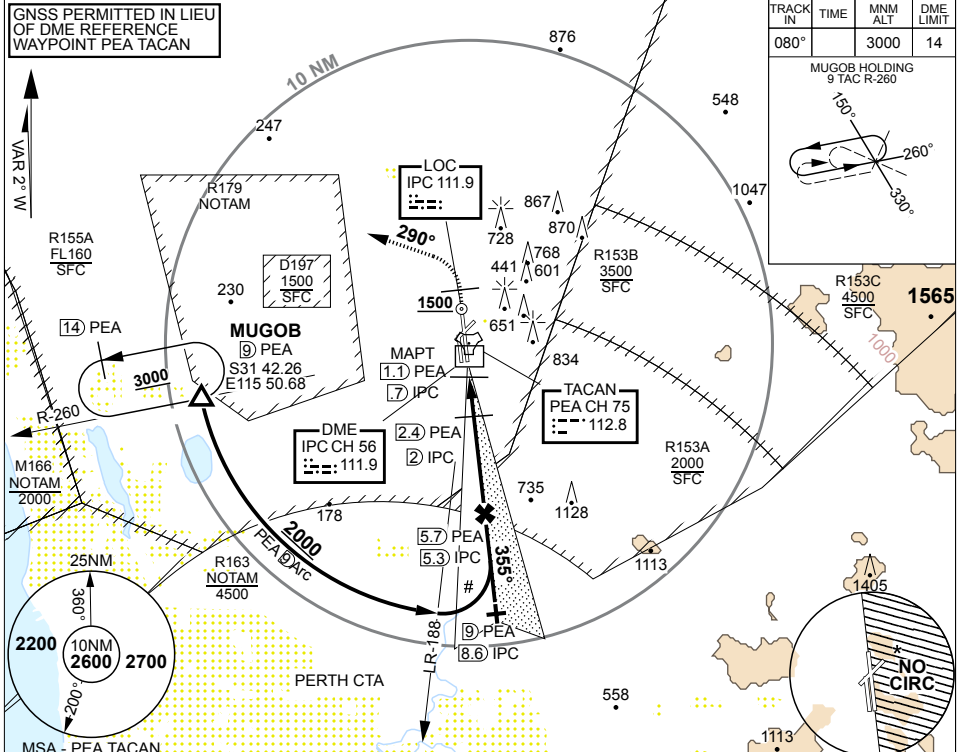 GNSS PERMITTED IN LIEU
OF DME REFERENCE
WAYPOINT PEA TACAN
TRACK IN
TIME
MNM ALT
DME LIMIT
080°
3000
14
MUGOB HOLDING
9 TAC R-260
150°
260°
330°
VAR 2° W
10 NM
876
548
247
1047
R179
NOTAM
LOC
IPC 111.9
867
870
728
290°
768
601
441
651
834
R155A
FL160
SFC
D197
1500
SFC
230
1500
R153B
3500
SFC
R153C
4500
SFC
1565
1000
14 PEA
MUGOB
9 PEA
S31 42.26
E115 50.68
3000
MAPT
1.1 PEA
.7 IPC
R-260
TACAN
PEA CH 75
112.8
DME
IPC CH 56
111.9
2.4 PEA
2 IPC
R153A
2000
SFC
M166
NOTAM
2000
178
735
1128
2000
PEA 9 Arc
5.7 PEA
5.3 IPC
355°
1113
R163
NOTAM
4500
#
1405
25NM
360°
2200
10NM
2600
2700
200°
MSA - PEA TACAN
9 PEA
8.6 IPC
LR-188
PERTH CTA
558
*
NO
CIRC
1113